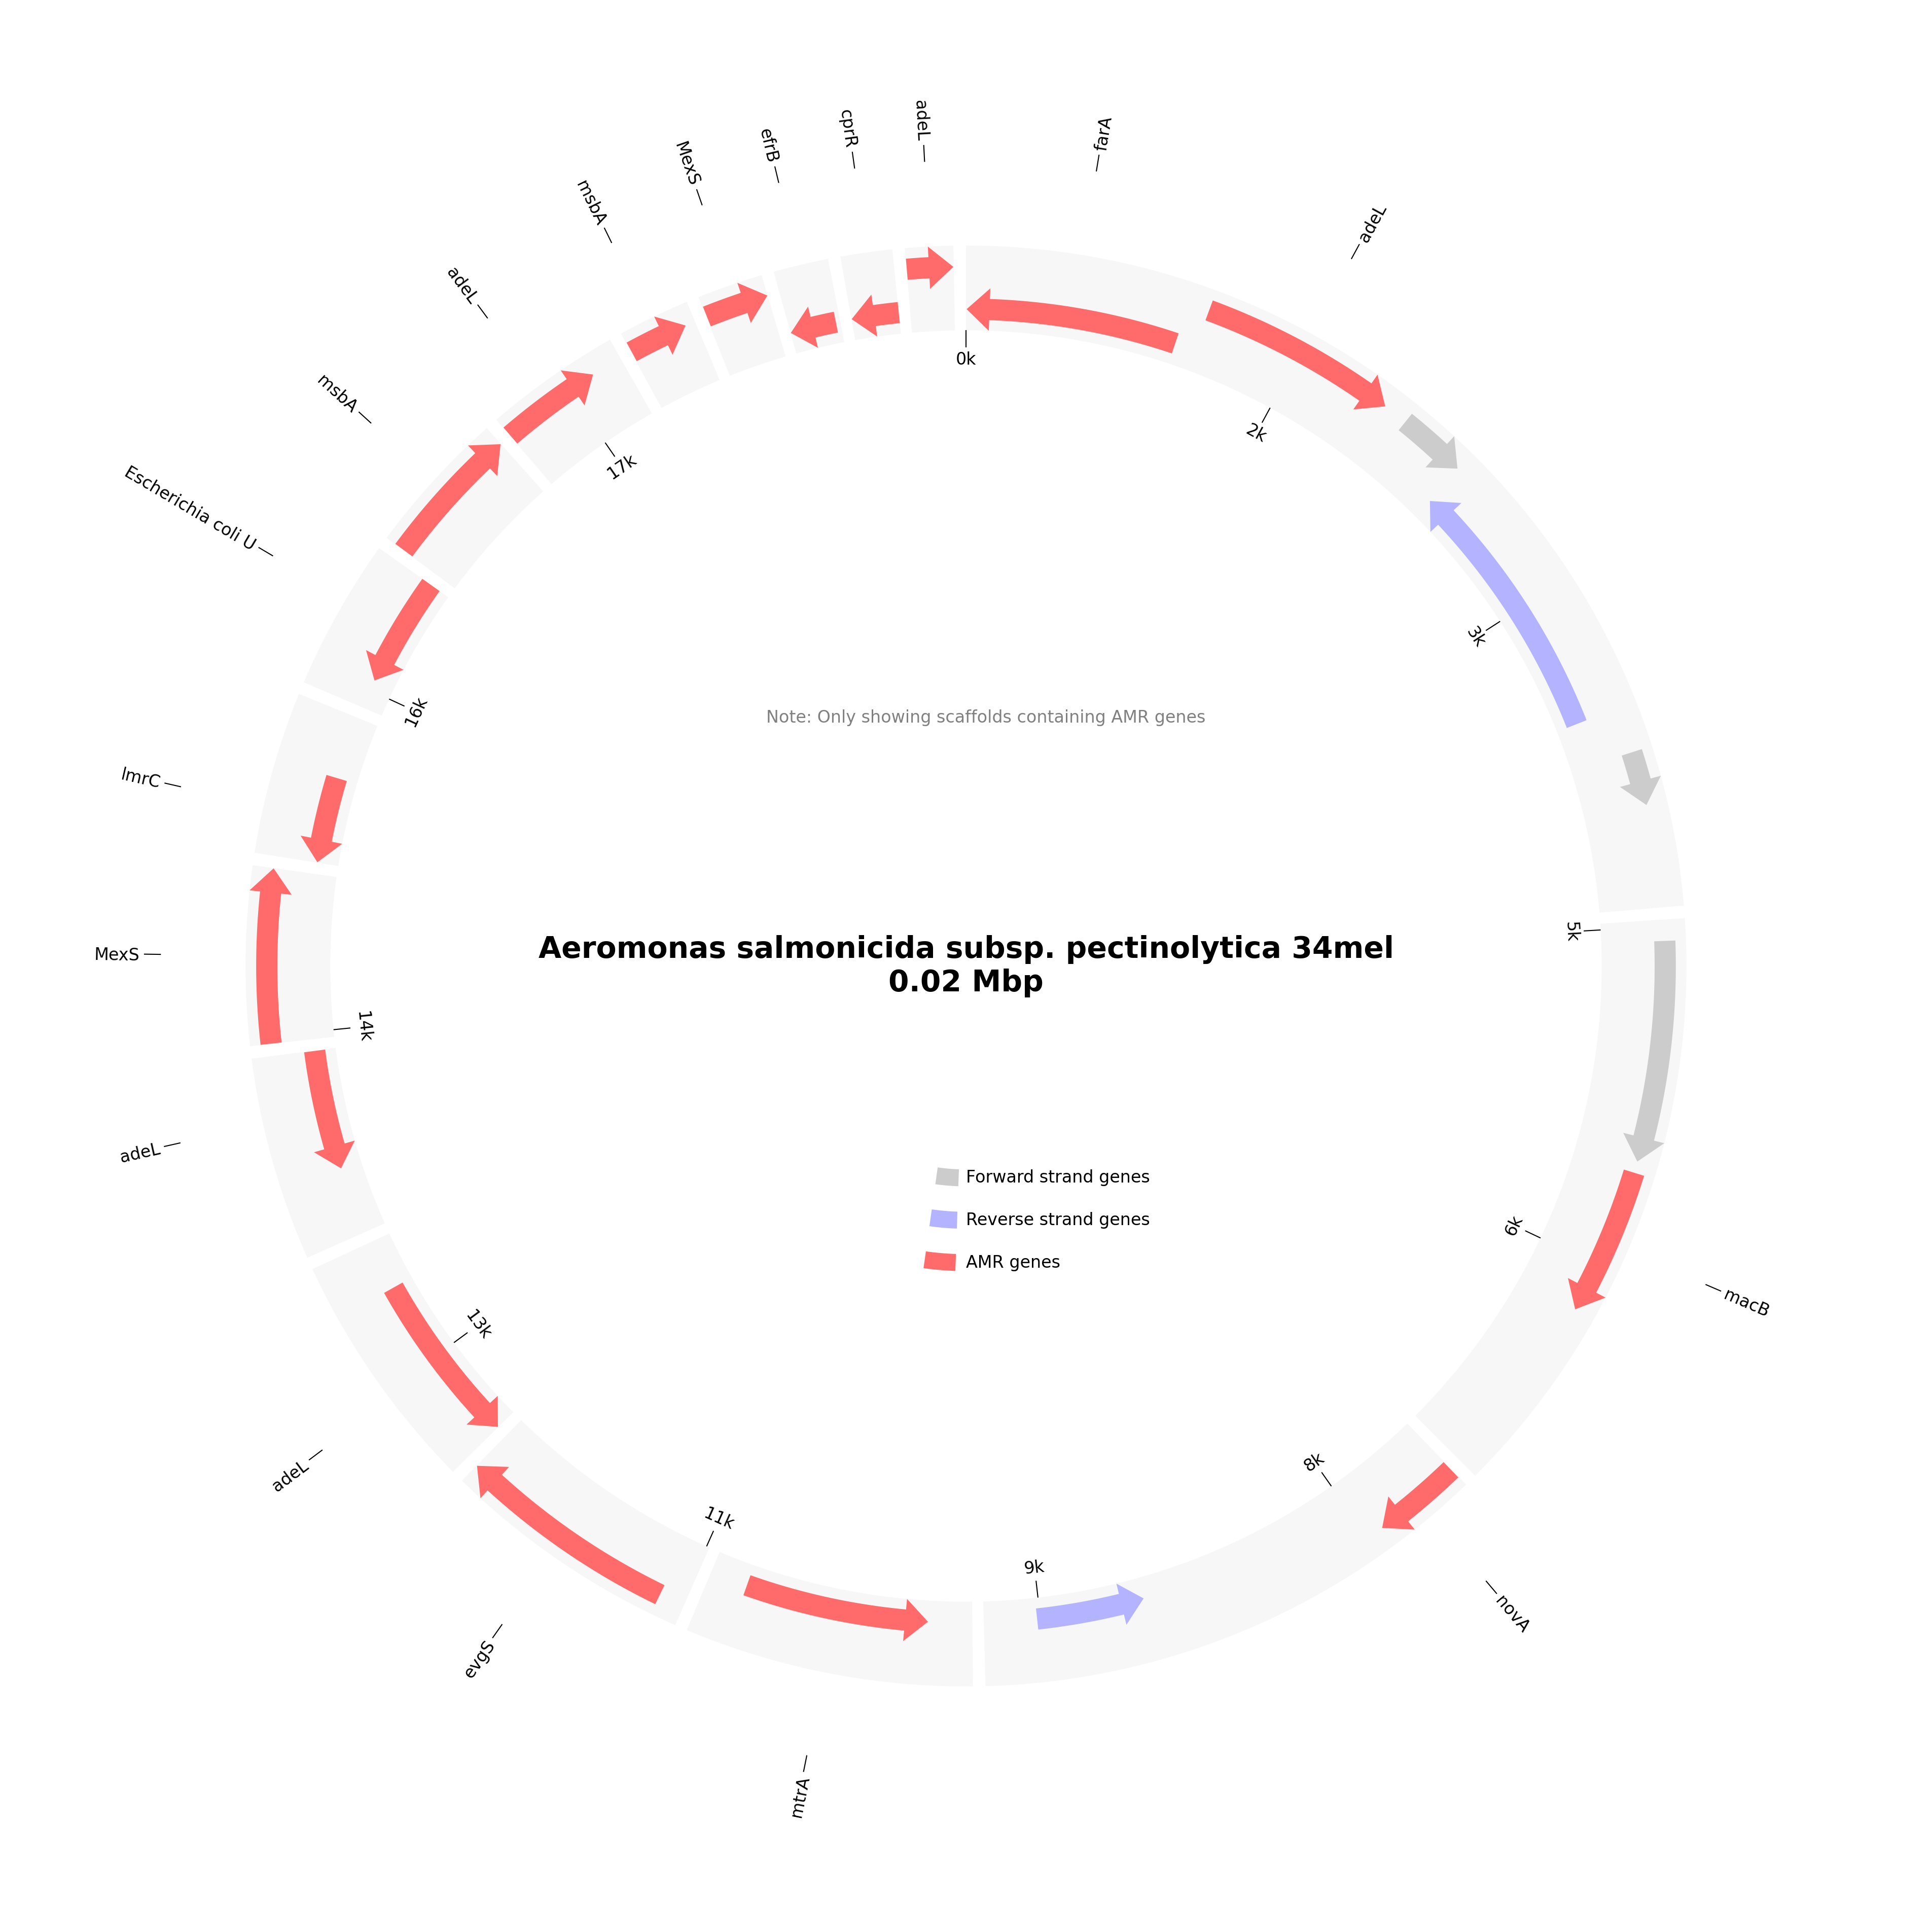 farA
adeL
macB
novA
mtrA
evgS
adeL
adeL
MexS
lmrC
Escherichia coli U
msbA
adeL
msbA
MexS
efrB
cprR
adeL
0k
2k
3k
5k
6k
8k
9k
11k
13k
14k
16k
17k
Note: Only showing scaffolds containing AMR genes
Aeromonas salmonicida subsp. pectinolytica 34mel
0.02 Mbp
Forward strand genes
Reverse strand genes
AMR genes